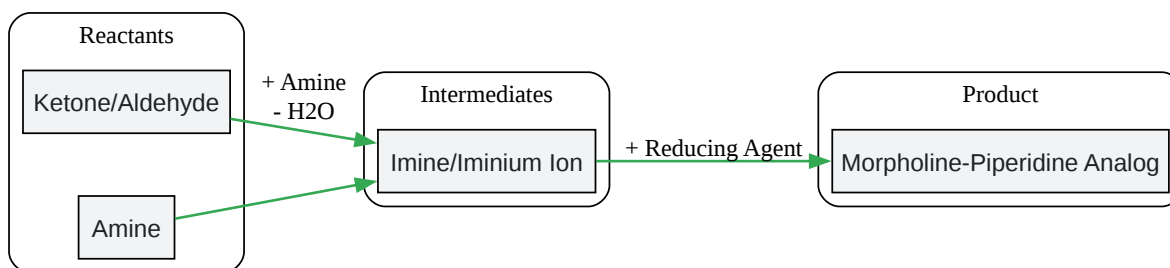 Reactants
Ketone/Aldehyde
Amine
+ Amine
- H2O
Intermediates
Imine/Iminium Ion
+ Reducing Agent
Product
Morpholine-Piperidine Analog